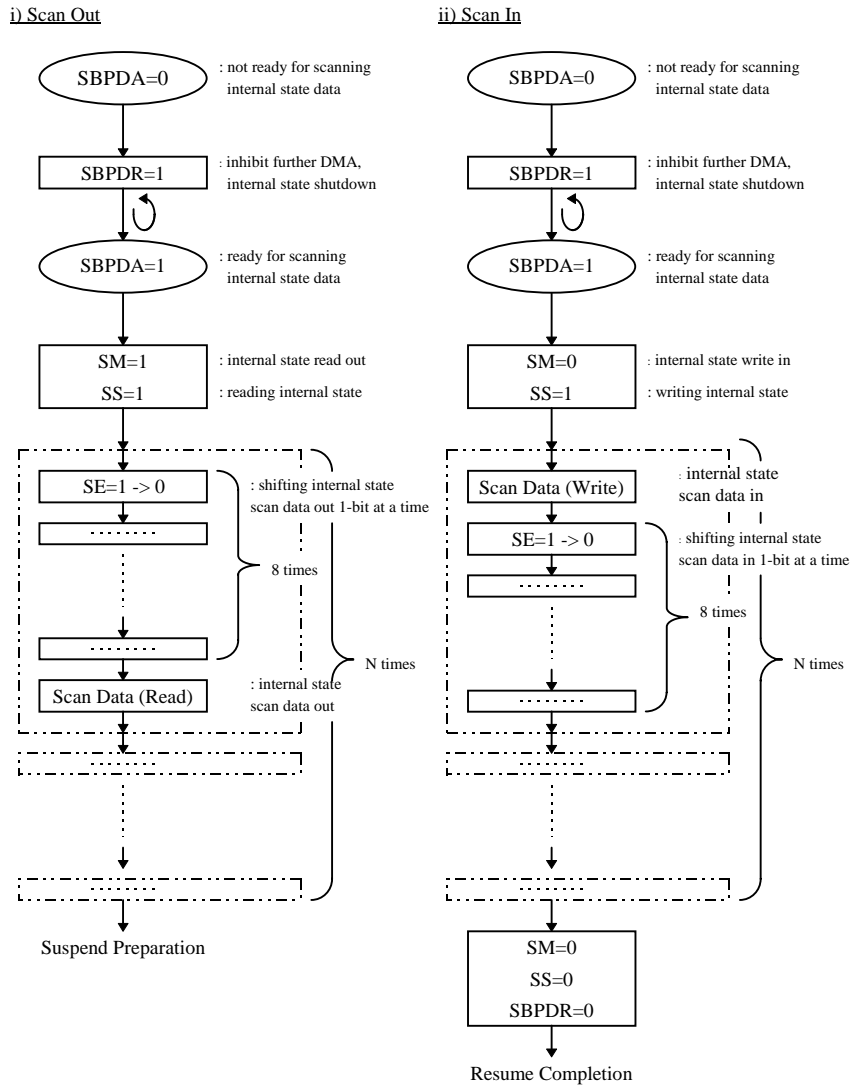 i) Scan Out
SBPDA=0
: not ready for scanning
internal state data
SBPDR=1
: inhibit further DMA,
internal state shutdown
SBPDA=1
: ready for scanning
internal state data
SM=1
: internal state read out
SS=1
: reading internal state
SE=1 -> 0
: shifting internal state
scan data out 1-bit at a time
8 times
N times
Scan Data (Read)
: internal state
scan data out
Suspend Preparation
ii) Scan In
SBPDA=0
: not ready for scanning
internal state data
SBPDR=1
: inhibit further DMA,
internal state shutdown
SBPDA=1
: ready for scanning
internal state data
SM=0
: internal state write in
SS=1
: writing internal state
Scan Data (Write)
: internal state
scan data in
SE=1 -> 0
: shifting internal state
scan data in 1-bit at a time
8 times
N times
SM=0
SS=0
SBPDR=0
Resume Completion